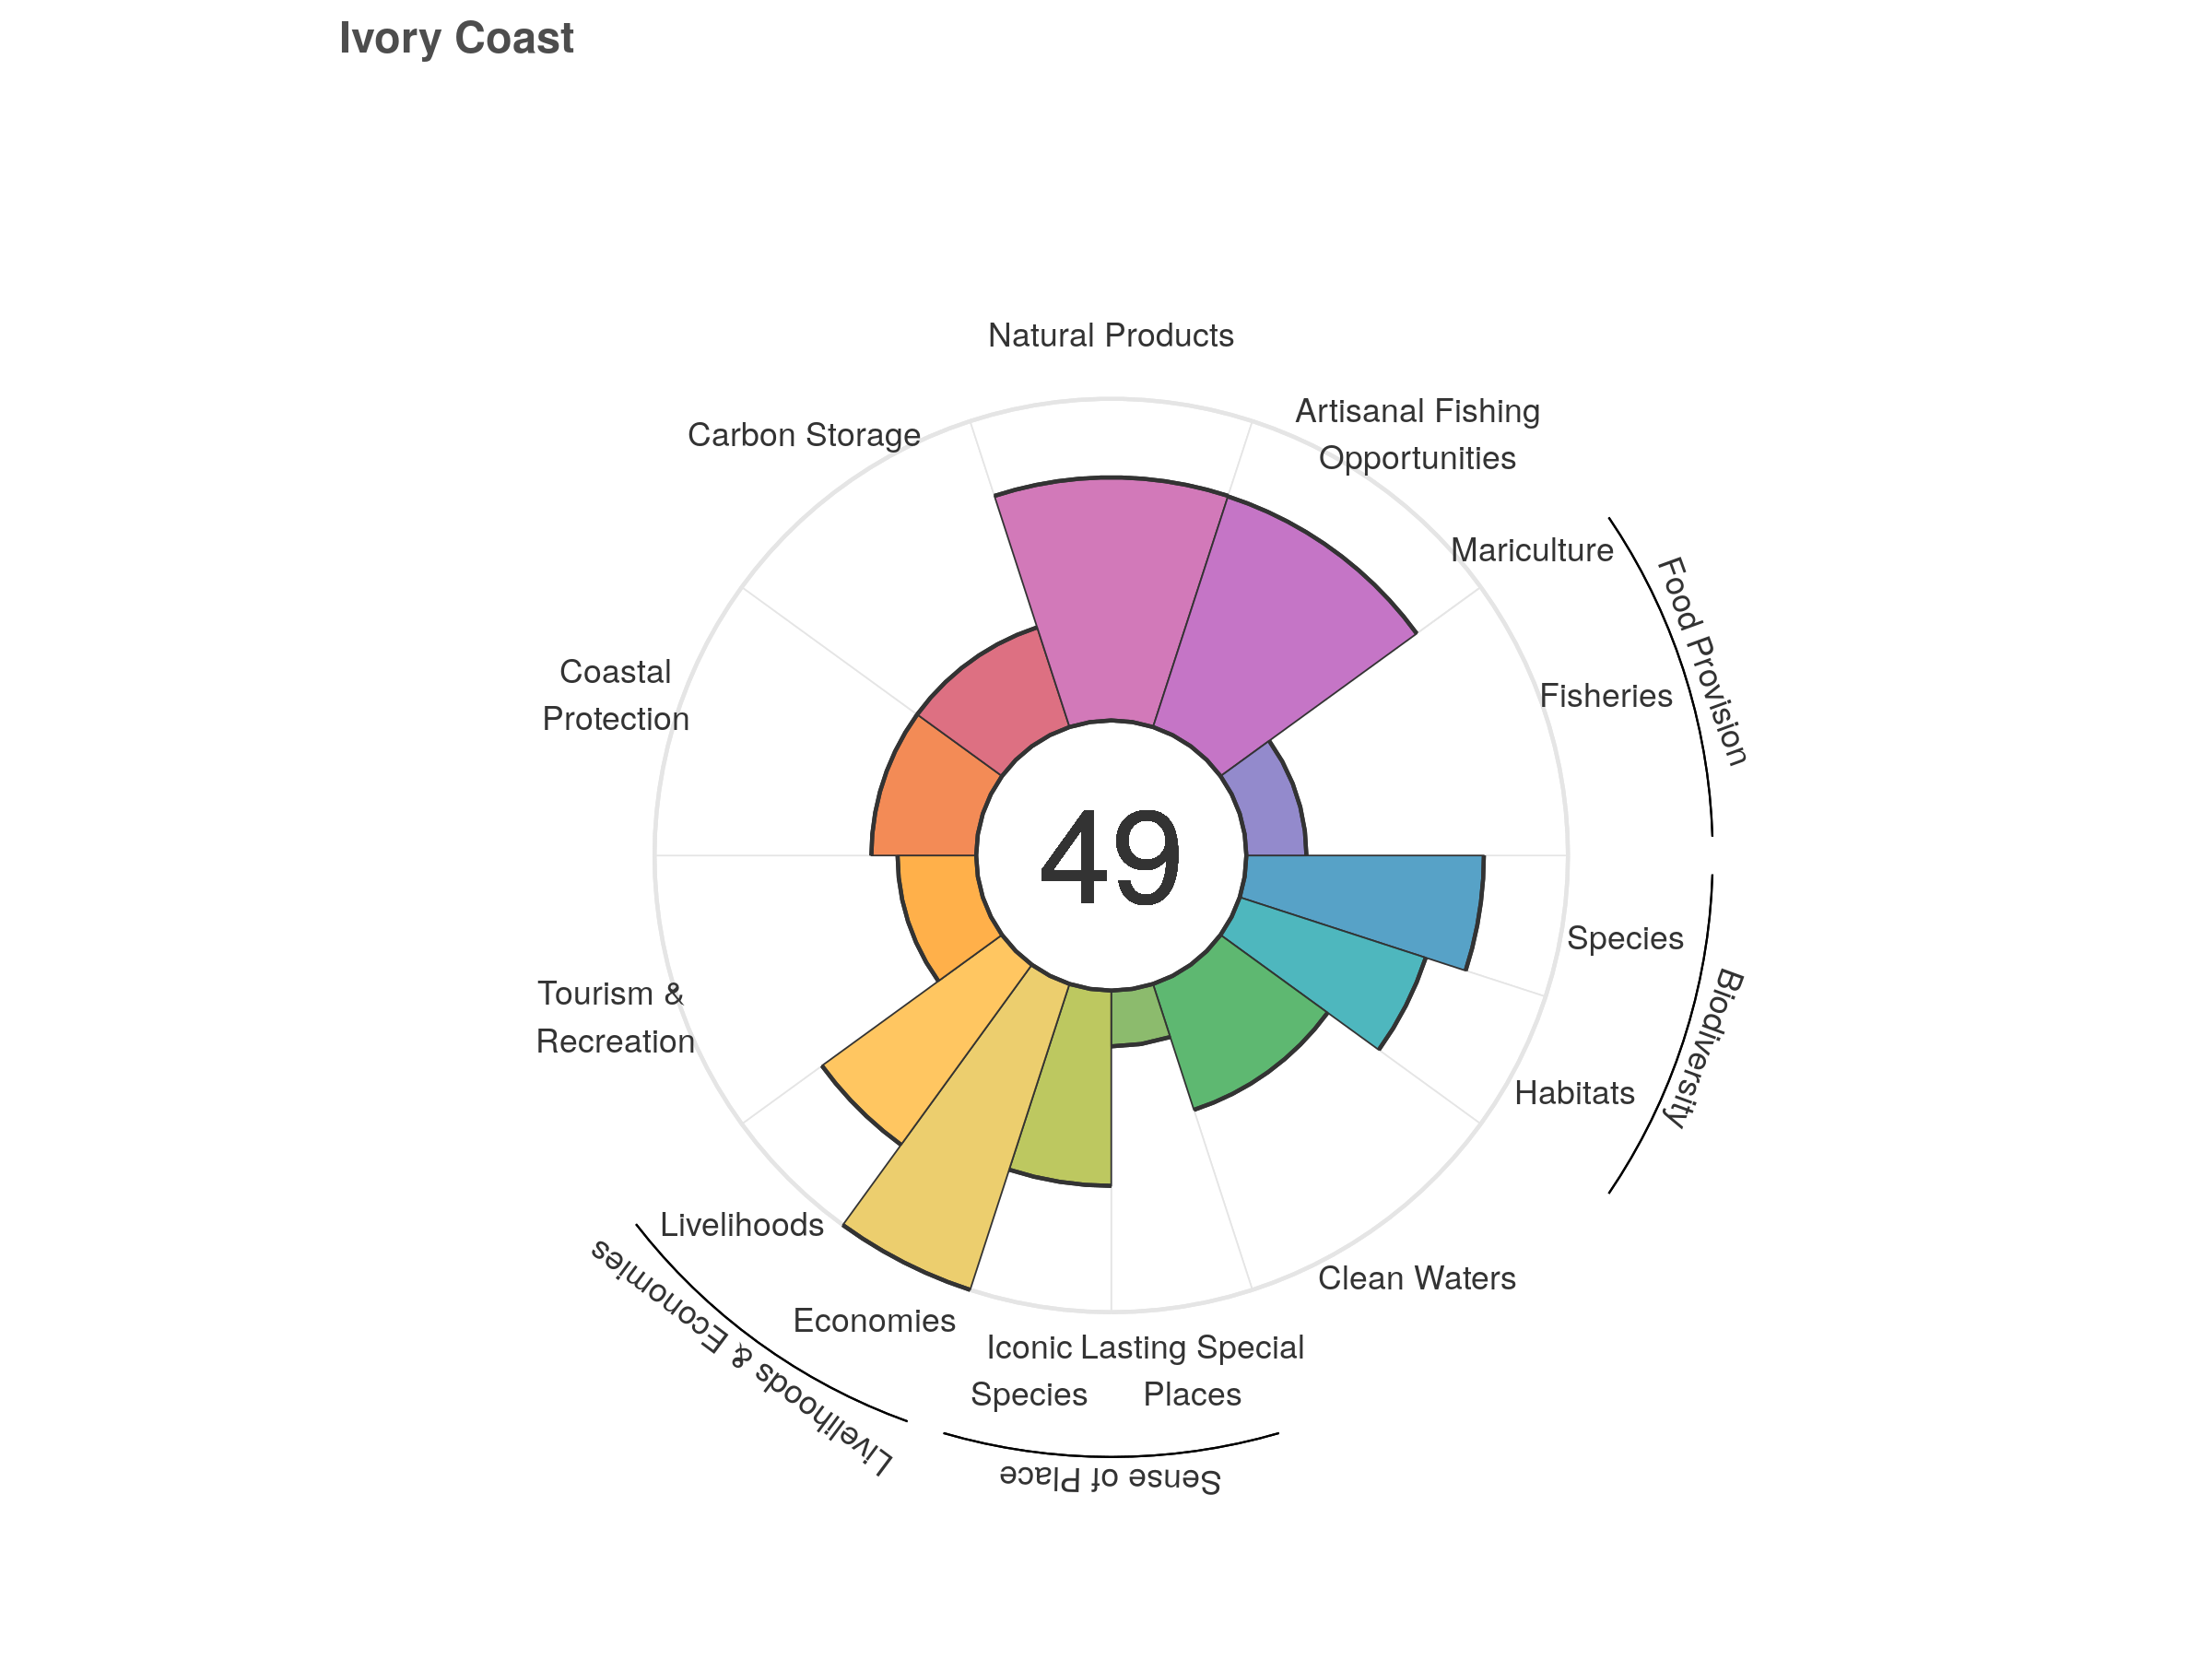 Ivory Coast
Natural Products
Artisanal Fishing
Opportunities
Carbon Storage
Mariculture
Food Provision
Fisheries
Coastal
Protection
49
Species
Biodiversity
Habitats
Tourism &
Recreation
Livelihoods
Livelihoods & Economies
Clean Waters
Economies
Iconic
Species
Lasting Special
Places
Sense of Place